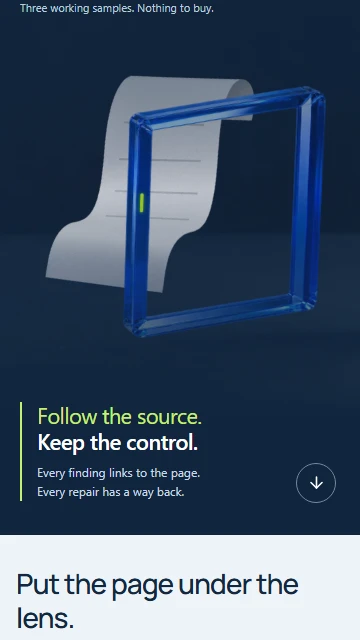 Three working samples. Nothing to buy.
Follow the source.
Keep the control.
Every finding links to the page.
Every repair has a way back.
Put the page under the
lens.